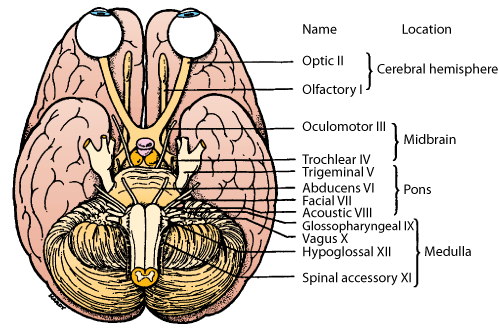 Name Location
Optic II
Cerebral hemisphere
Olfactory I
Oculomotor III
Midbrain
Trochlear IV
Trigeminal V
Abducens VI
Pons
Facial VII
Acoustic VIII
Glossopharyngeal IX
Vagus X
Medulla
Hypoglossal XII
Spinal accessory XI